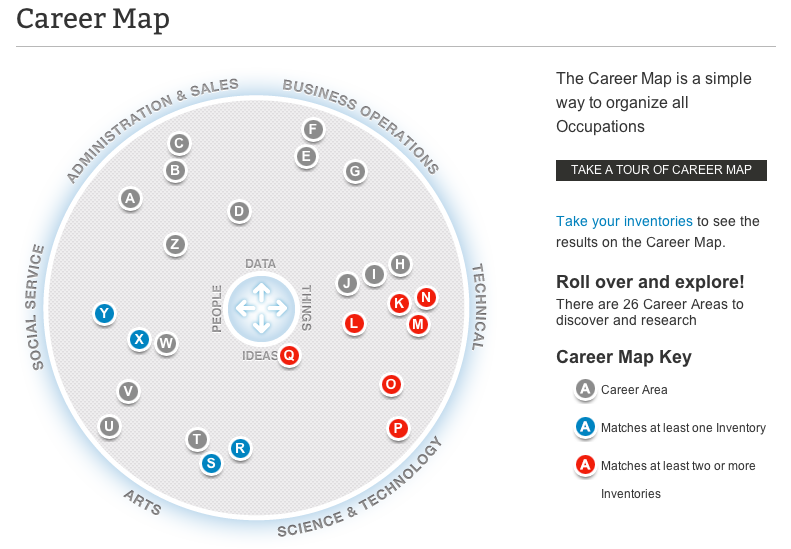 Career Map
ADMINISTRATION & SALES
BUSINESS OPERATIONS
TECHNICAL
SCIENCE & TECHNOLOGY
ARTS
SOCIAL SERVICE
C
F
B
E
G
A
D
Z
H
I
J
DATA
PEOPLE
THINGS
IDEAS
K
N
L
M
Y
X
W
Q
V
O
U
P
T
R
S
The Career Map is a simple
way to organize all
Occupations
TAKE A TOUR OF CAREER MAP
Take your inventories to see the
results on the Career Map.
Roll over and explore!
There are 26 Career Areas to
discover and research
Career Map Key
A Career Area
A Matches at least one Inventory
A Matches at least two or more
Inventories